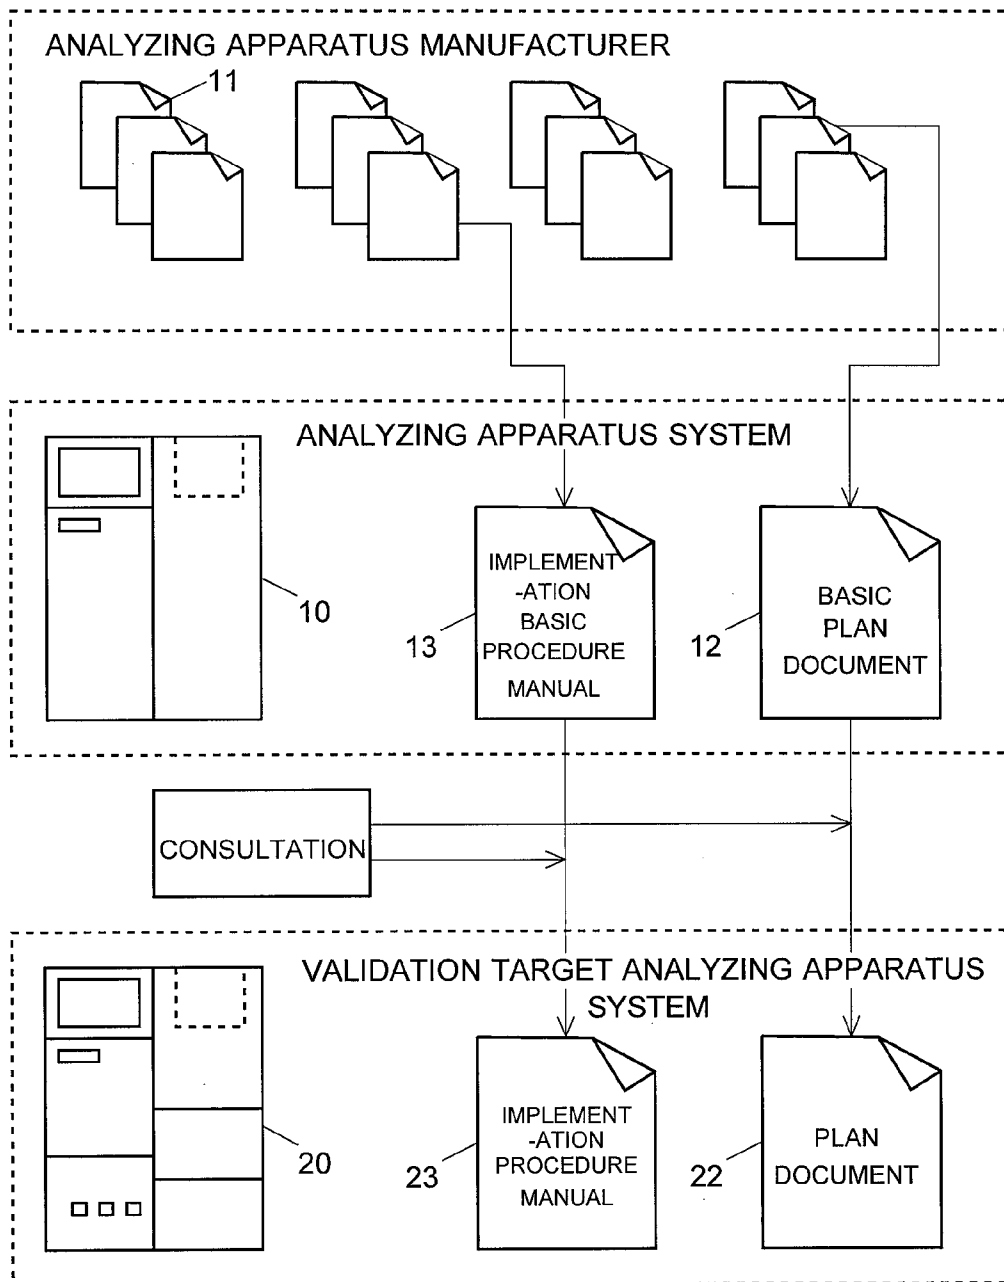 ANALYZING APPARATUS MANUFACTURER
11
ANALYZING APPARATUS SYSTEM
10
IMPLEMENT
-ATION
BASIC
PROCEDURE
MANUAL
13
BASIC
PLAN
DOCUMENT
12
CONSULTATION
VALIDATION TARGET ANALYZING APPARATUS
SYSTEM
20
IMPLEMENT
-ATION
PROCEDURE
MANUAL
23
PLAN
DOCUMENT
22